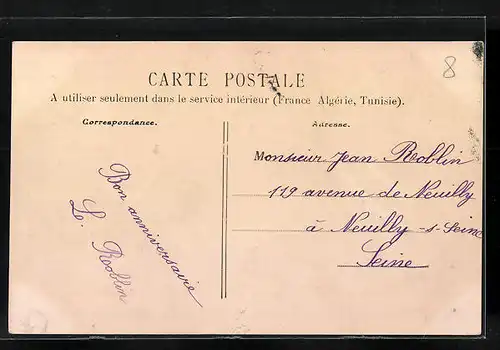 8
CARTE POSTALE
A utiliser seulement dans le service intérieur (France Algérie, Tunisie).
Correspondance.
Adresse.
Bon anniversaire
Le. Roblin
Monsieur Jean Roblin
119 avenue de Neuilly
à Neuilly-s-Seine
Seine